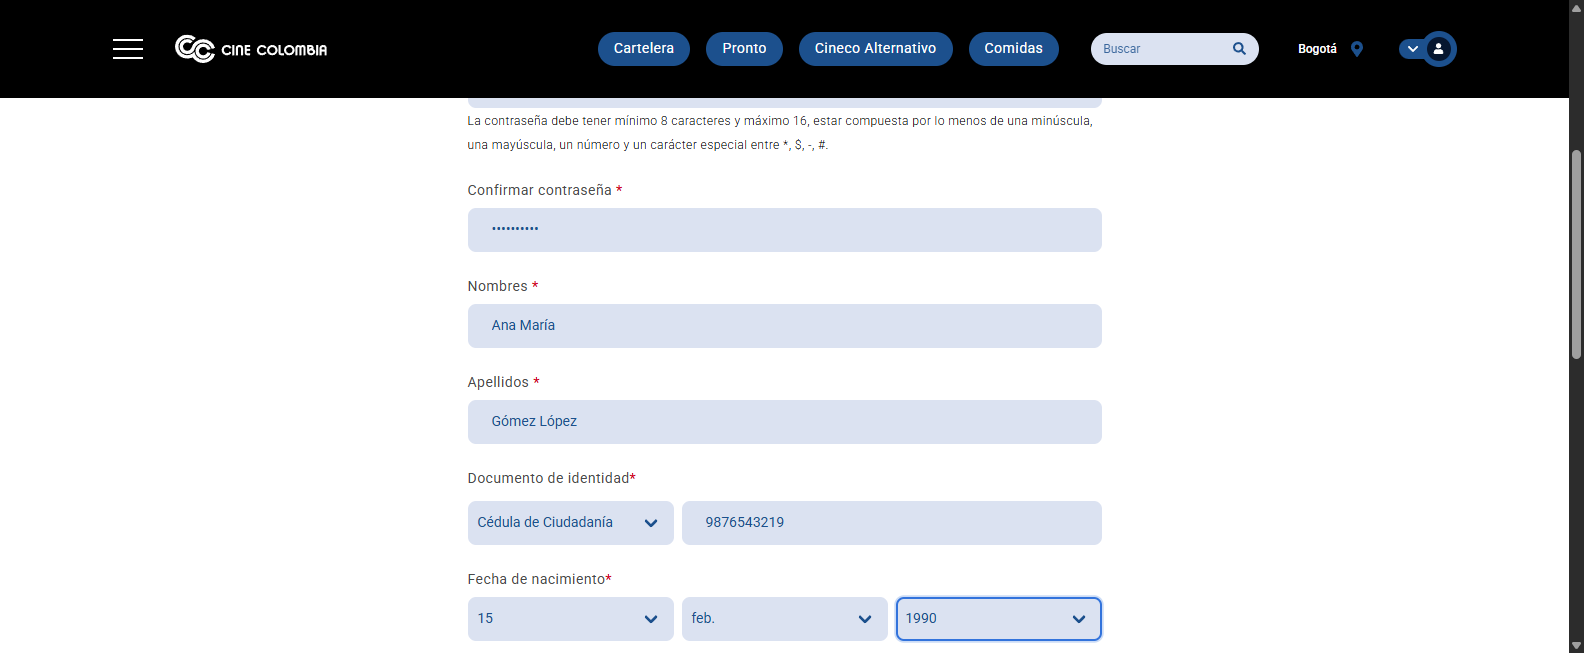 CINE COLOMBIA
Cartelera
Pronto
Cineco Alternativo
Comidas
Buscar
Bogotá
La contraseña debe tener mínimo 8 caracteres y máximo 16, estar compuesta por lo menos de una minúscula,
una mayúscula, un número y un carácter especial entre *, $, -, #.
Confirmar contraseña *
••••••••••
Nombres *
Ana María
Apellidos *
Gómez López
Documento de identidad*
Cédula de Ciudadanía
9876543219
Fecha de nacimiento*
15
feb.
1990